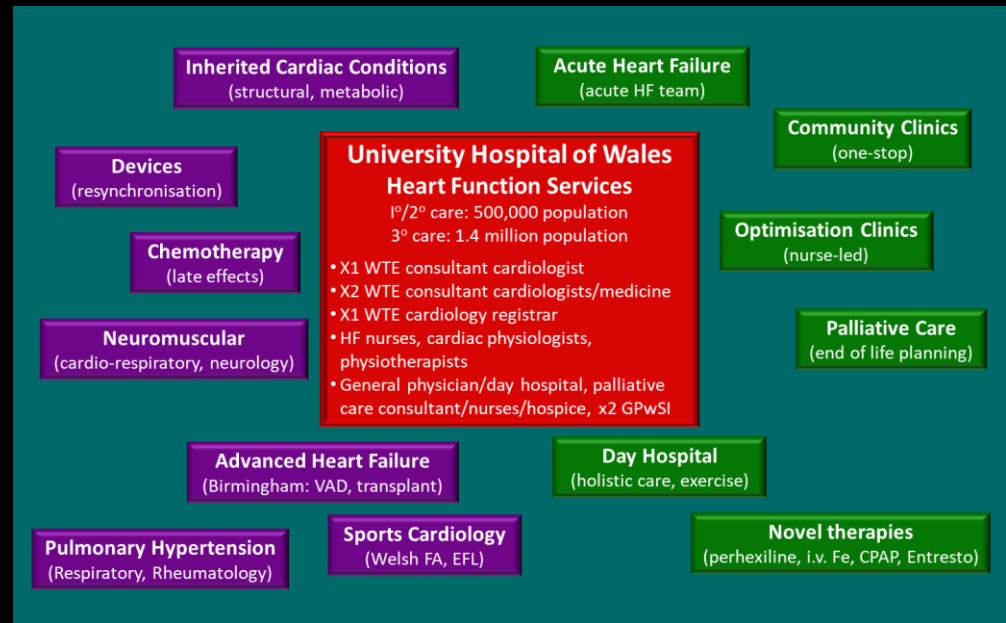 Inherited Cardiac Conditions
(structural, metabolic)
Acute Heart Failure
(acute HF team)
Community Clinics
(one-stop)
Devices
(resynchronisation)
University Hospital of Wales
Heart Function Services
I°/2° care: 500,000 population
3° care: 1.4 million population
• X1 WTE consultant cardiologist
• X2 WTE consultant cardiologists/medicine
• X1 WTE cardiology registrar
• HF nurses, cardiac physiologists,
physiotherapists
• General physician/day hospital, palliative
care consultant/nurses/hospice, x2 GPwSI
Optimisation Clinics
(nurse-led)
Chemotherapy
(late effects)
Neuromuscular
(cardio-respiratory, neurology)
Palliative Care
(end of life planning)
Advanced Heart Failure
(Birmingham: VAD, transplant)
Day Hospital
(holistic care, exercise)
Pulmonary Hypertension
(Respiratory, Rheumatology)
Sports Cardiology
(Welsh FA, EFL)
Novel therapies
(perhexiline, i.v. Fe, CPAP, Entresto)